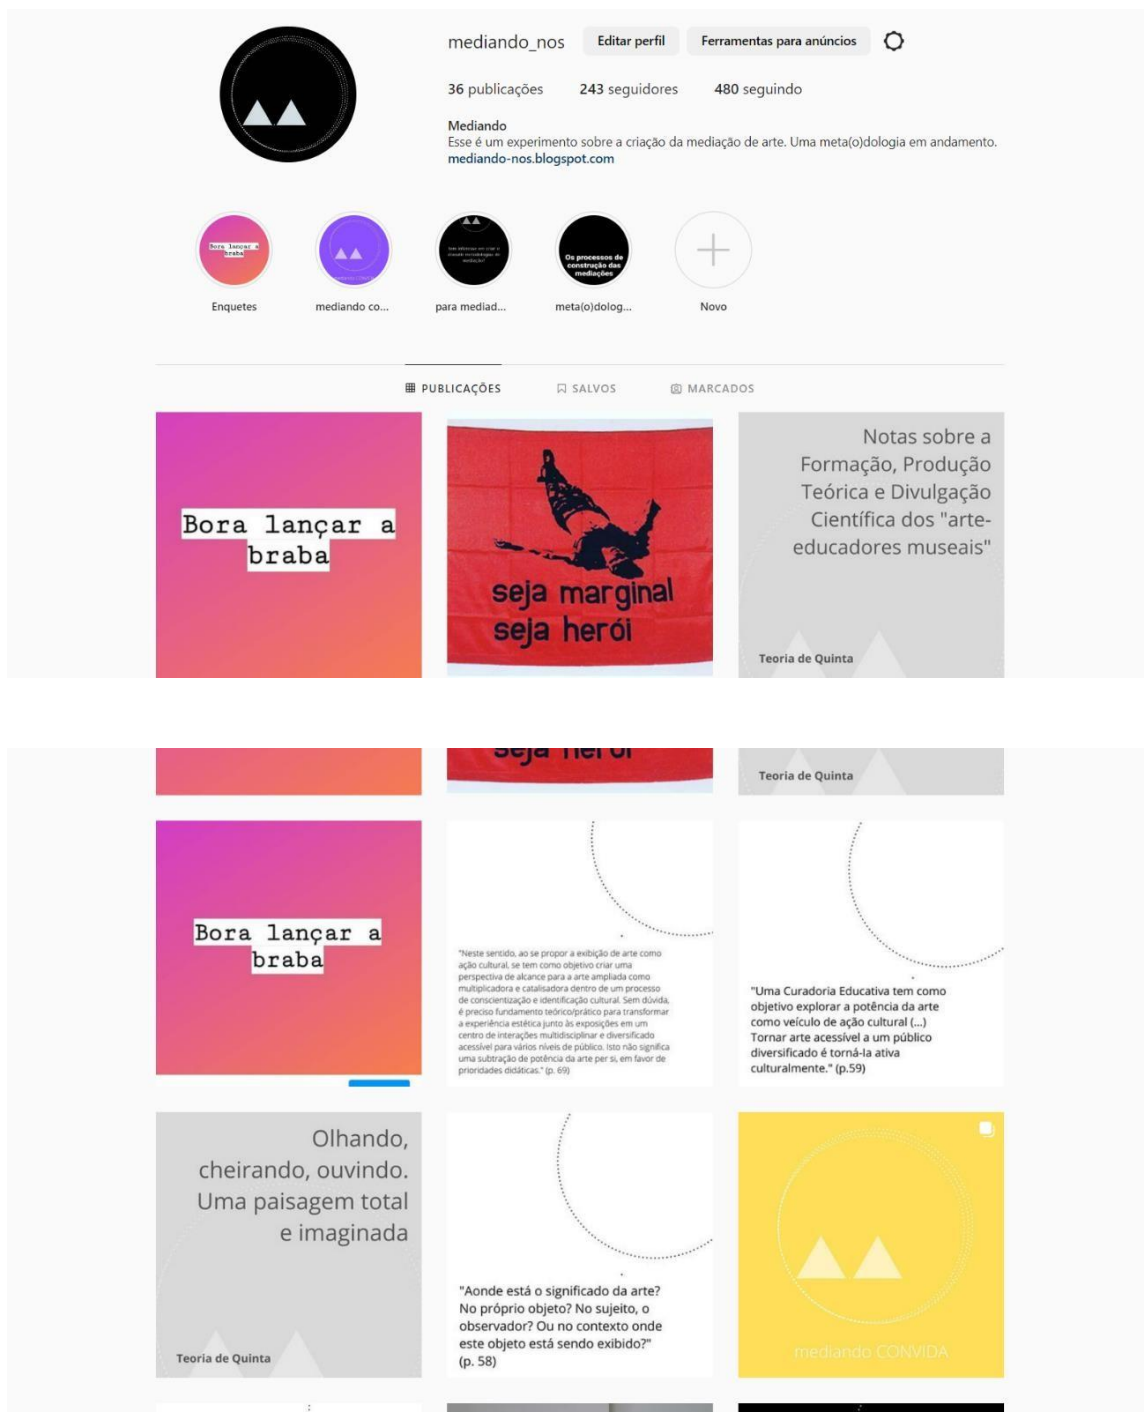 mediando_nos Editar perfil Ferramentas para anúncios
36 publicações 243 seguidores 480 seguindo
Mediando
Esse é um experimento sobre a criação da mediação de arte. Uma meta(o)dologia em andamento.
mediando-nos.blogspot.com
Bora lançar a
braba
Os processos de
construção das
mediações
Enquetes mediando co... para mediad... meta(o)dolog... Novo
PUBLICAÇÕES SALVOS MARCADOS
Bora lançar a
braba
seja marginal
seja herói
Notas sobre a
Formação, Produção
Teórica e Divulgação
Científica dos "arte-
educadores museais"
Teoria de Quinta
seja herói
Teoria de Quinta
Bora lançar a
braba
"Neste sentido, ao se propor a exibição de arte como
ação cultural, se tem como objetivo criar uma
perspectiva de alcance para a arte ampliada como
multiplicadora e catalisadora dentro de um processo
de conscientização e identificação cultural. Sem dúvida,
é preciso fundamento teórico/prático para transformar
a experiência estética junto às exposições em um
centro de interações multidisciplinar e diversificado
acessível para vários níveis de público. Isto não significa
uma subtração de potência da arte per si, em favor de
prioridades didáticas." (p. 69)
"Uma Curadoria Educativa tem como
objetivo explorar a potência da arte
como veículo de ação cultural (...)
Tornar arte acessível a um público
diversificado é torná-la ativa
culturalmente." (p.59)
Olhando,
cheirando, ouvindo.
Uma paisagem total
e imaginada
Teoria de Quinta
"Aonde está o significado da arte?
No próprio objeto? No sujeito, o
observador? Ou no contexto onde
este objeto está sendo exibido?"
(p. 58)
mediando CONVIDA